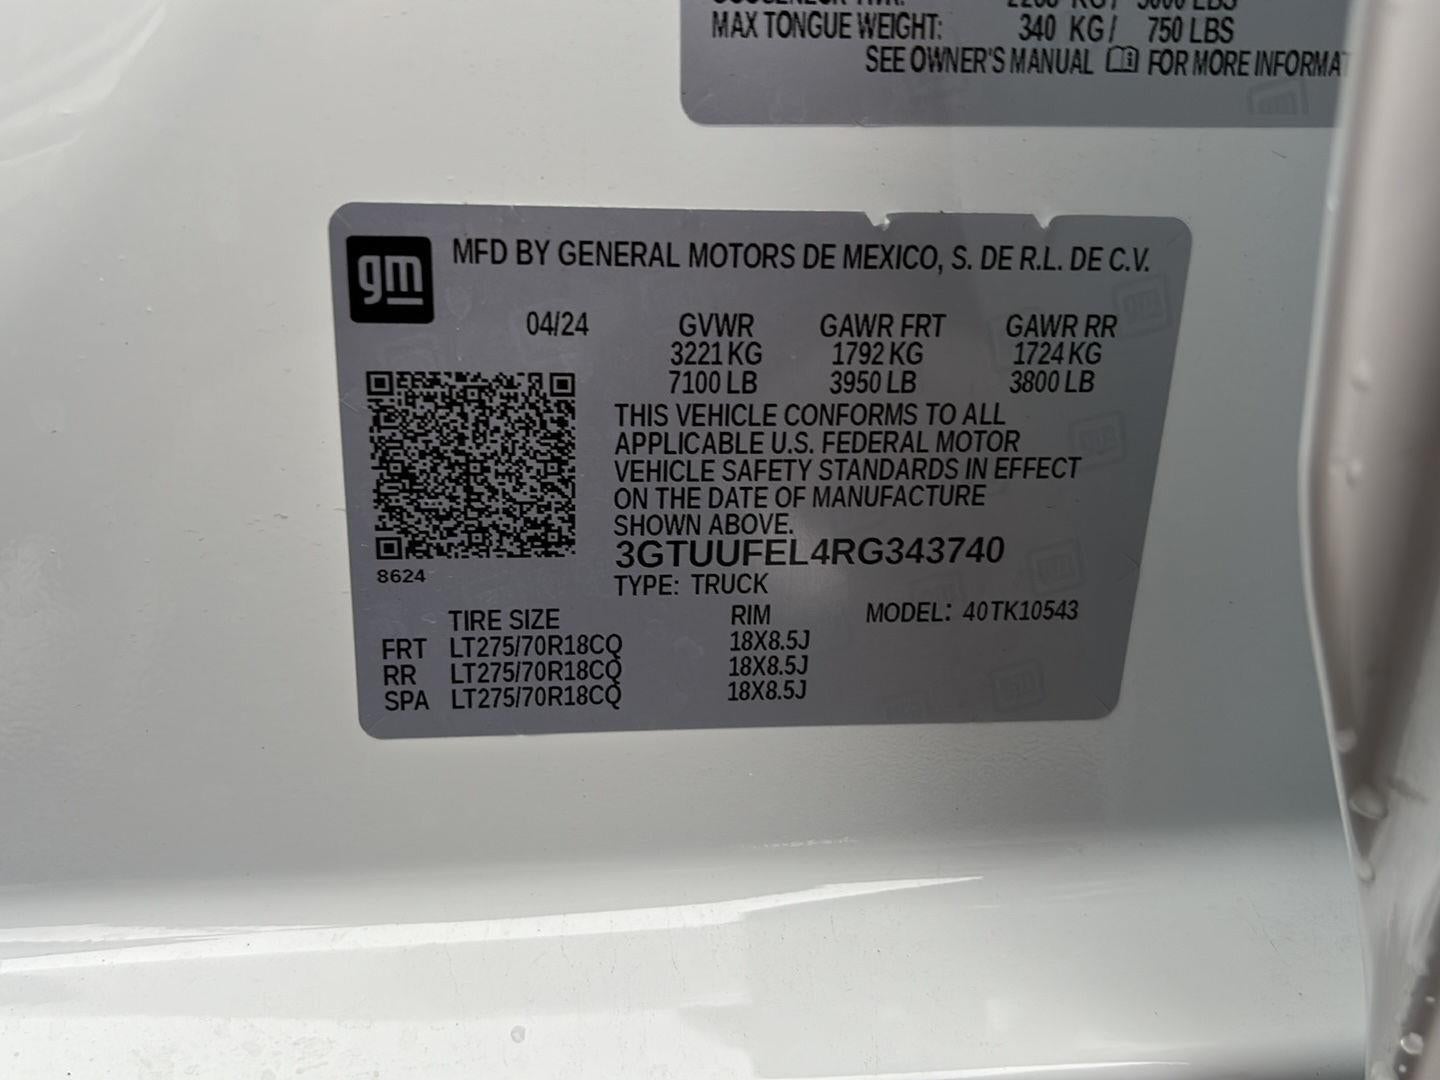 MAX TONGUE WEIGHT: 340 KG/ 750 LBS
SEE OWNER'S MANUAL FOR MORE
gm
MFD BY GENERAL MOTORS DE MEXICO, S. DE R.L. DE C.V.
04/24 GVWR GAWR FRT GAWR RR
3221 KG 1792 KG 1724 KG
7100 LB 3950 LB 3800 LB
THIS VEHICLE CONFORMS TO ALL
APPLICABLE U.S. FEDERAL MOTOR
VEHICLE SAFETY STANDARDS IN EFFECT
ON THE DATE OF MANUFACTURE
SHOWN ABOVE.
3GTUUFEL4RG343740
8624
TYPE: TRUCK
TIRE SIZE RIM MODEL: 40TK10543
FRT LT275/70R18CQ 18X8.5J
RR LT275/70R18CQ 18X8.5J
SPA LT275/70R18CQ 18X8.5J